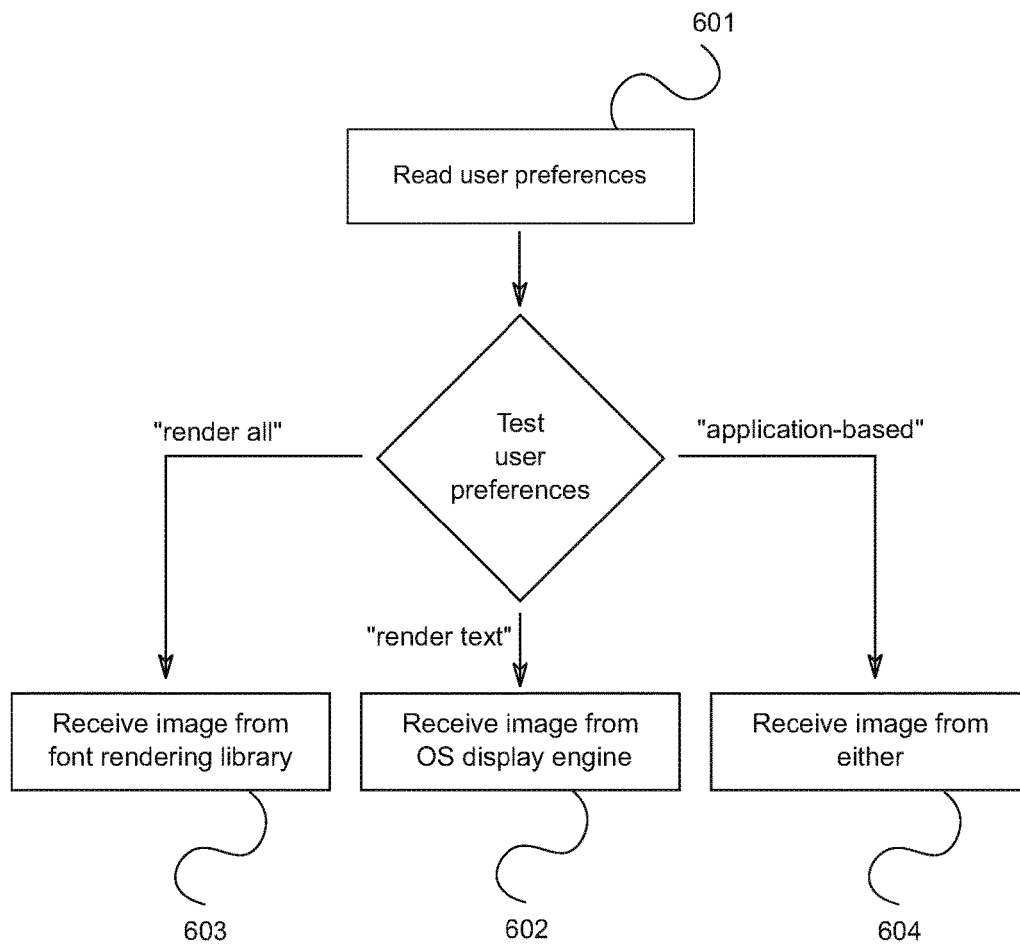 601
Read user preferences
Test
user
preferences
"render all"
"application-based"
"render text"
Receive image from
font rendering library
Receive image from
OS display engine
Receive image from
either
603
602
604